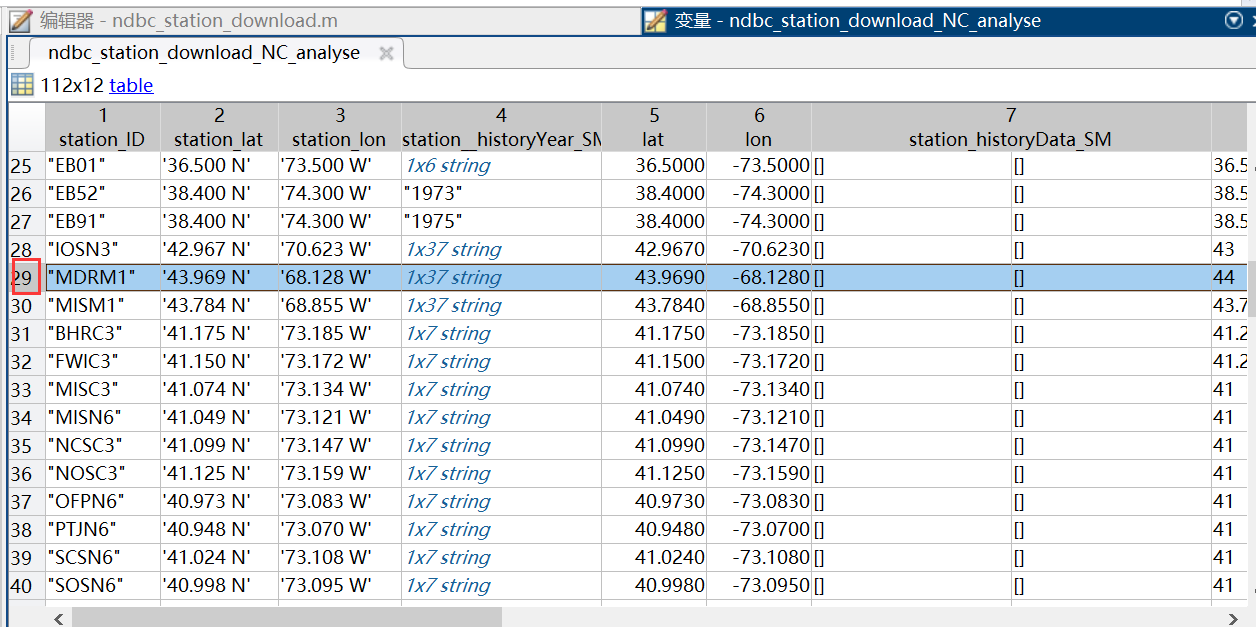 编辑器 - ndbc_station_download.m 变量 - ndbc_station_download_NC_analyse
ndbc_station_download_NC_analyse
112x12 table
1 2 3 4 5 6 7
station_ID station_lat station_lon station__historyYear_SM lat lon station_historyData_SM
25 "EB01" '36.500 N' '73.500 W' 1x6 string 36.5000 -73.5000 [] [] 36.5
26 "EB52" '38.400 N' '74.300 W' "1973" 38.4000 -74.3000 [] [] 38.5
27 "EB91" '38.400 N' '74.300 W' "1975" 38.4000 -74.3000 [] [] 38.5
28 "IOSN3" '42.967 N' '70.623 W' 1x37 string 42.9670 -70.6230 [] [] 43
29 "MDRM1" '43.969 N' '68.128 W' 1x37 string 43.9690 -68.1280 [] [] 44
30 "MISM1" '43.784 N' '68.855 W' 1x37 string 43.7840 -68.8550 [] [] 43.7
31 "BHRC3" '41.175 N' '73.185 W' 1x7 string 41.1750 -73.1850 [] [] 41.2
32 "FWIC3" '41.150 N' '73.172 W' 1x7 string 41.1500 -73.1720 [] [] 41.2
33 "MISC3" '41.074 N' '73.134 W' 1x7 string 41.0740 -73.1340 [] [] 41
34 "MISN6" '41.049 N' '73.121 W' 1x7 string 41.0490 -73.1210 [] [] 41
35 "NCSC3" '41.099 N' '73.147 W' 1x7 string 41.0990 -73.1470 [] [] 41
36 "NOSC3" '41.125 N' '73.159 W' 1x7 string 41.1250 -73.1590 [] [] 41
37 "OFPN6" '40.973 N' '73.083 W' 1x7 string 40.9730 -73.0830 [] [] 41
38 "PTJN6" '40.948 N' '73.070 W' 1x7 string 40.9480 -73.0700 [] [] 41
39 "SCSN6" '41.024 N' '73.108 W' 1x7 string 41.0240 -73.1080 [] [] 41
40 "SOSN6" '40.998 N' '73.095 W' 1x7 string 40.9980 -73.0950 [] [] 41